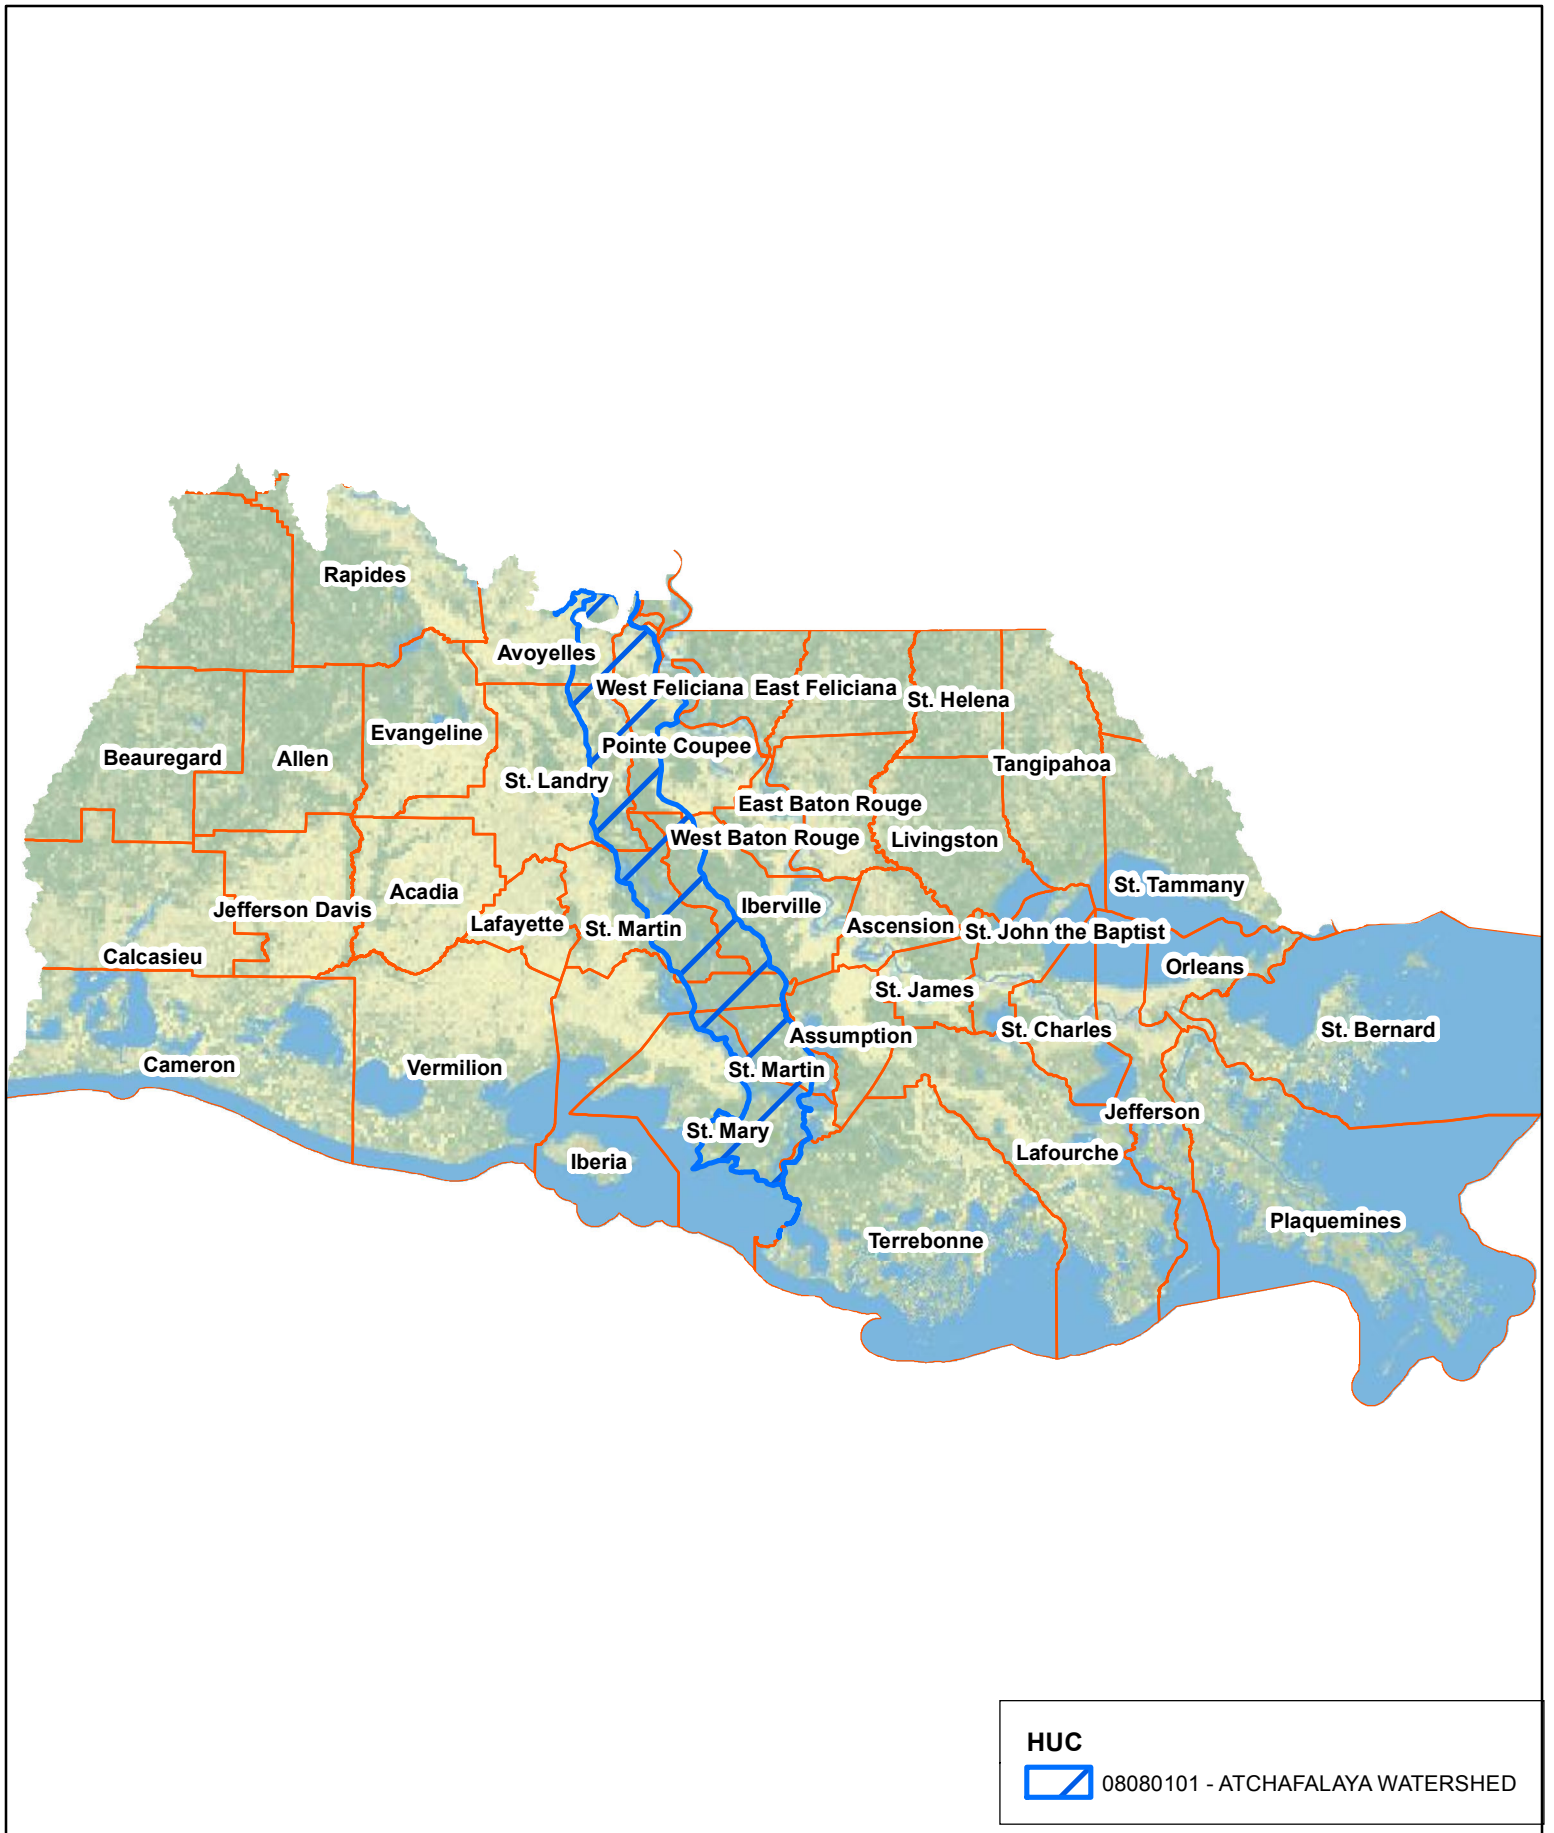 Rapides
Avoyelles
West Feliciana
East Feliciana
St. Helena
Evangeline
Pointe Coupee
Beauregard
Allen
Tangipahoa
St. Landry
East Baton Rouge
West Baton Rouge
Livingston
St. Tammany
Acadia
Iberville
Jefferson Davis
Lafayette
St. Martin
Ascension
St. John the Baptist
Calcasieu
Orleans
St. James
St. Charles
St. Bernard
Assumption
Cameron
Vermilion
St. Martin
Jefferson
St. Mary
Lafourche
Iberia
Plaquemines
Terrebonne
HUC
08080101 - ATCHAFALAYA WATERSHED